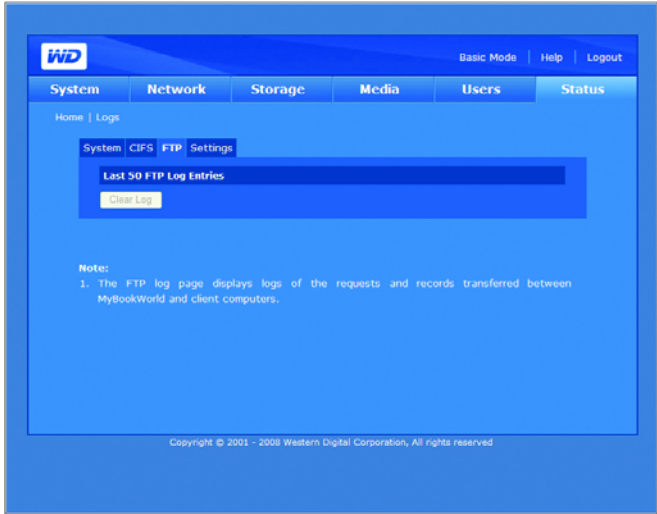 WD
Basic Mode | Help | Logout
System Network Storage Media Users Status
Home | Logs
System CIFS FTP Settings
Last 50 FTP Log Entries
Clear Log
Note:
1. The FTP log page displays logs of the requests and records transferred between
MyBookWorld and client computers.
Copyright © 2001 - 2008 Western Digital Corporation, All rights reserved